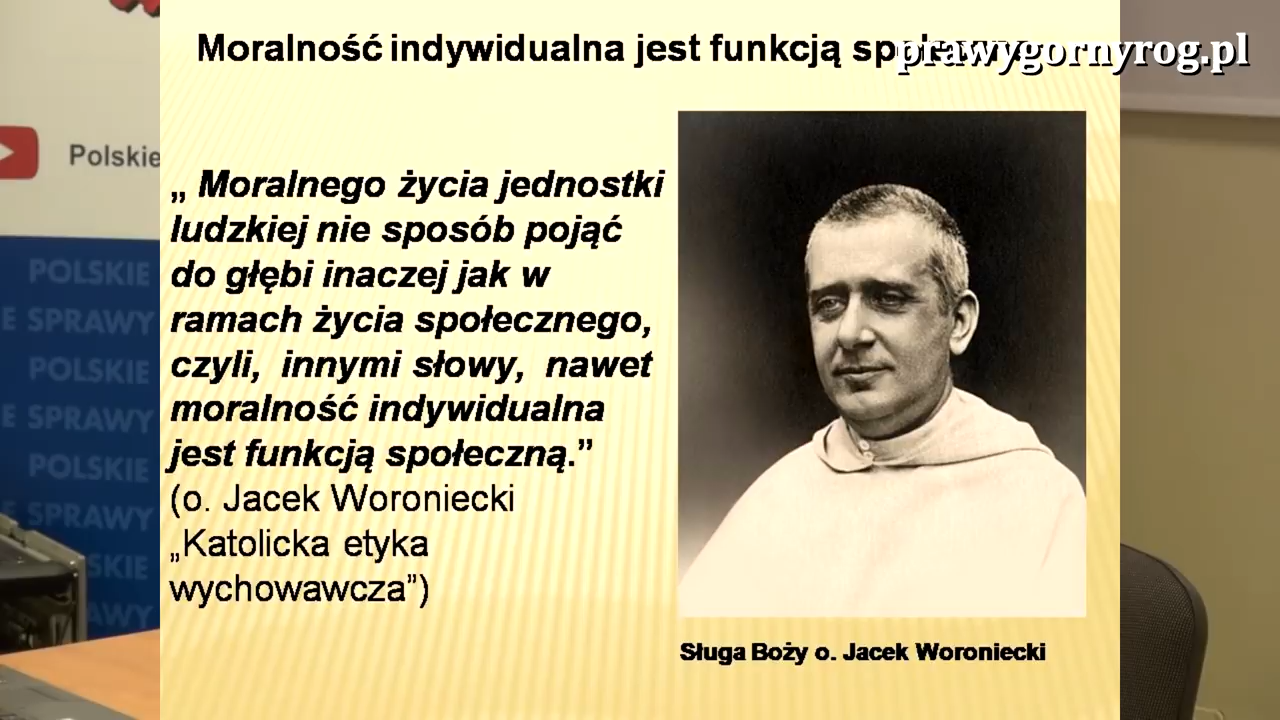 Moralność indywidualna jest funkcją
prawygornyrog.pl
Polskie
„ Moralnego życia jednostki
ludzkiej nie sposób pojąć
do głębi inaczej jak w
ramach życia społecznego,
czyli, innymi słowy, nawet
moralność indywidualna
jest funkcją społeczną.”
(o. Jacek Woroniecki
„Katolicka etyka
wychowawcza”)
Sługa Boży o. Jacek Woroniecki
POLSKIE
E SPRAWY
POLSKIE
E SPRAWY
POLSKIE
E SPRAWY
SKIE
AWY